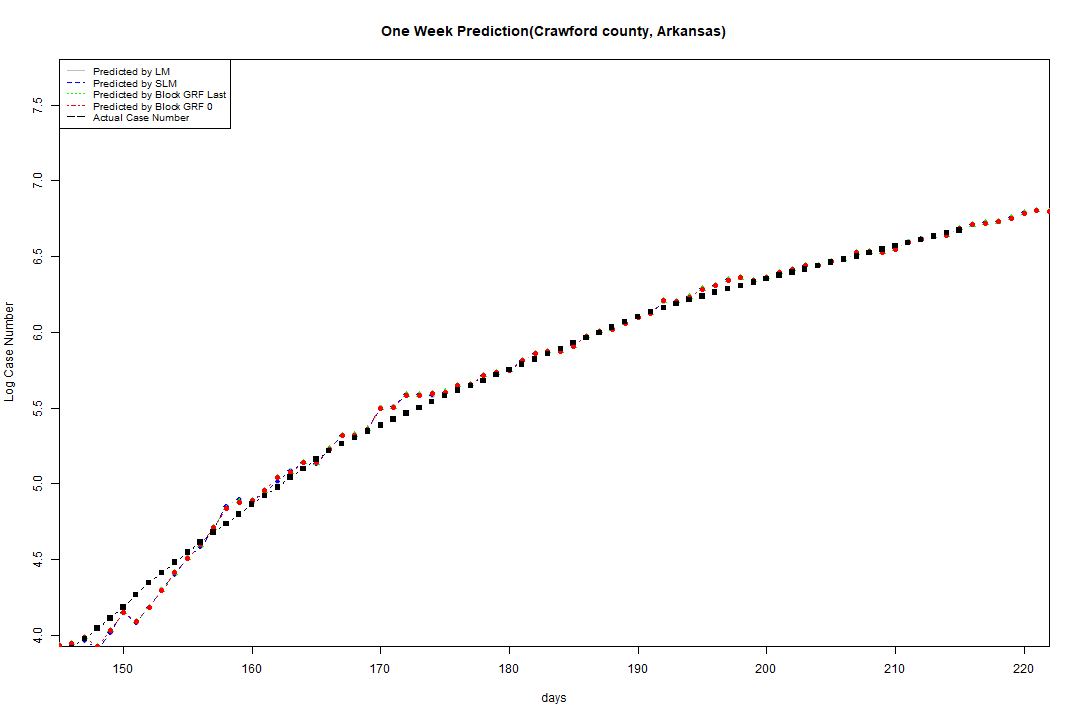 One Week Prediction(Crawford county, Arkansas)
Predicted by LM
Predicted by SLM
Predicted by Block GRF Last
Predicted by Block GRF 0
Actual Case Number
7.5
7.0
6.5
6.0
5.5
5.0
4.5
4.0
Log Case Number
150 160 170 180 190 200 210 220
days